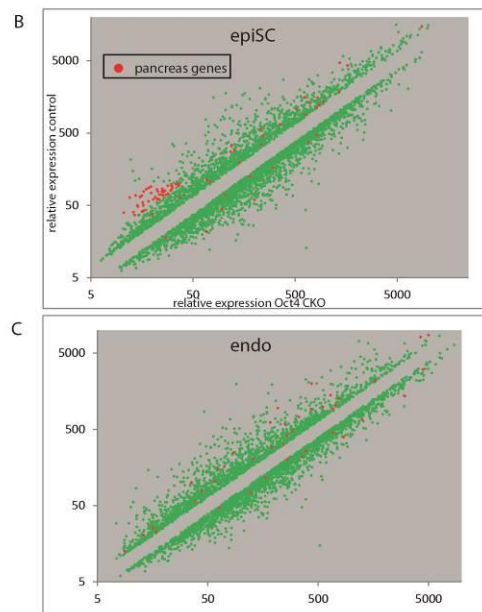 B
epiSC
pancreas genes
relative expression control
5000
500
50
5
5 50 500 5000
relative expression Oct4 CKO
C
endo
5000
500
50
5
5 50 500 5000